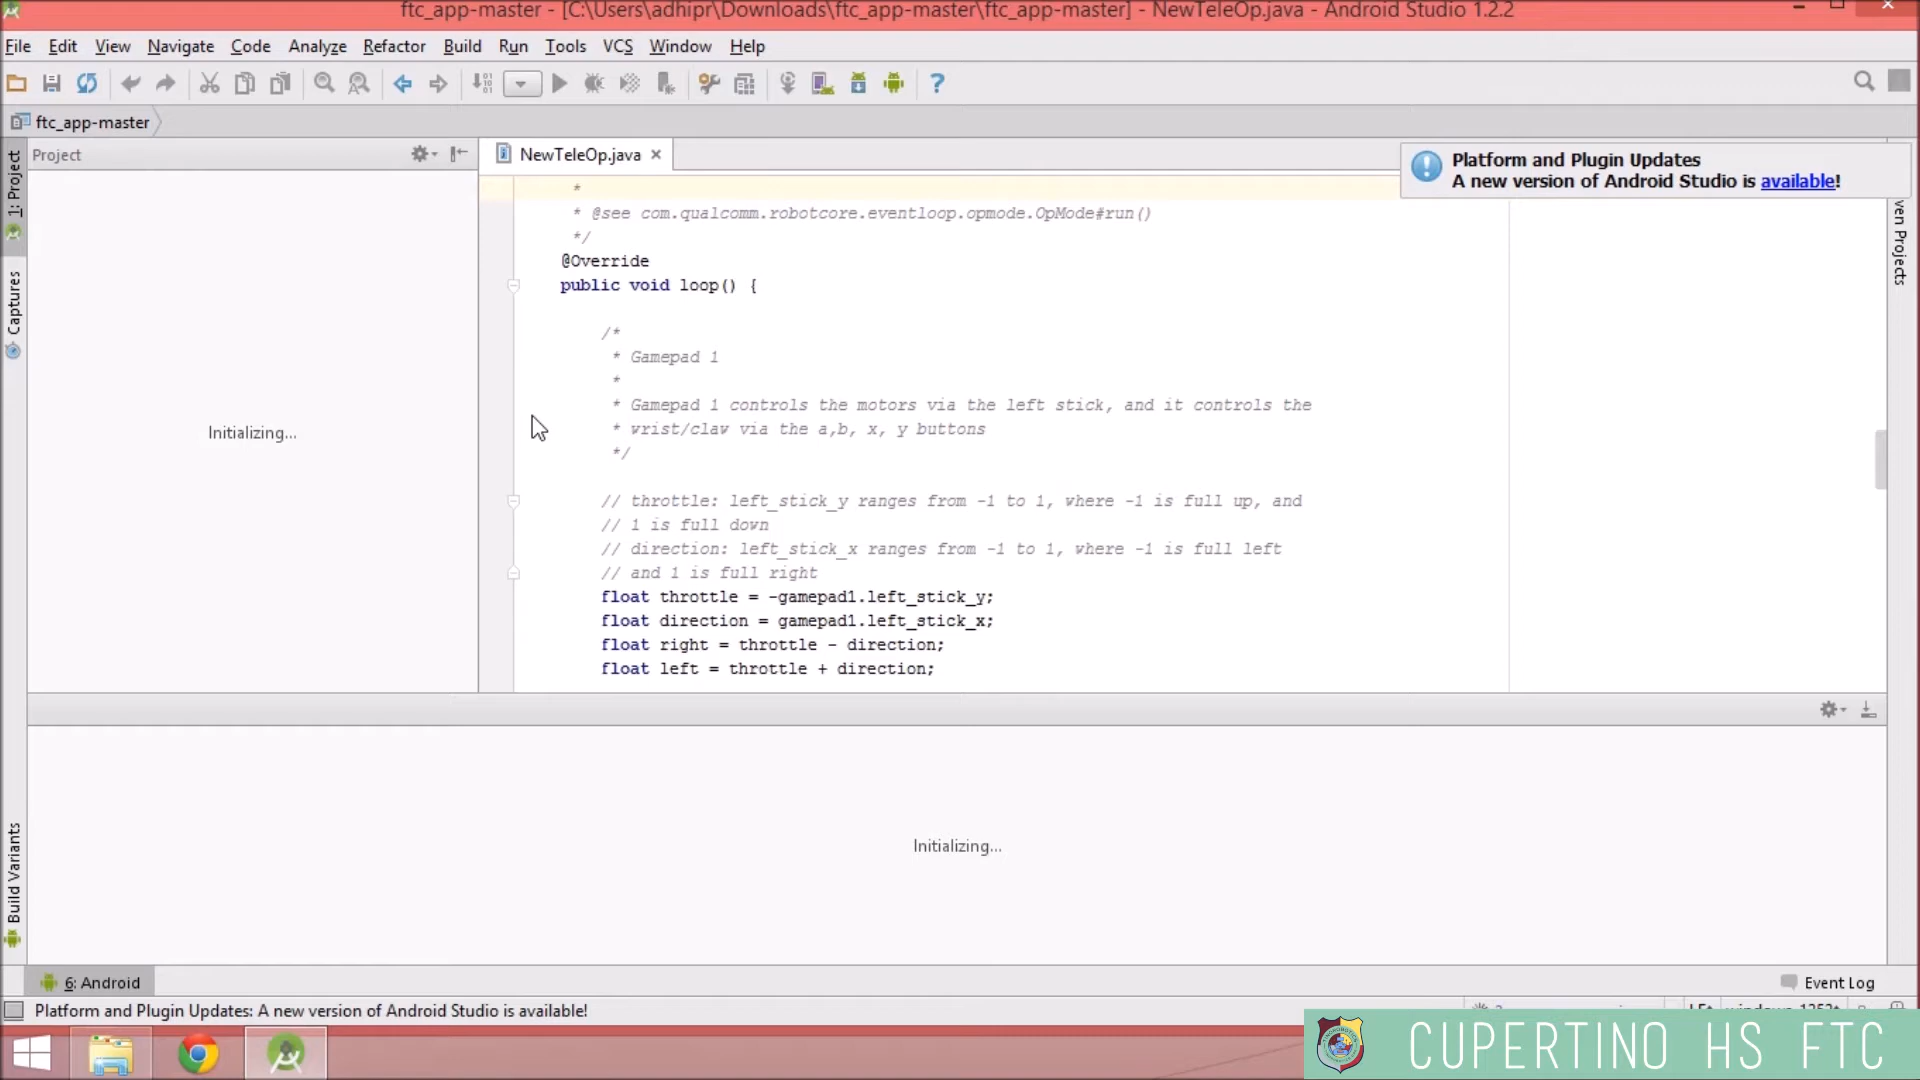 ftc_app-master - [C:\Users\adhipr\Downloads\ftc_app-master\ftc_app-master] - NewTeleOp.java - Android Studio 1.2.2
File Edit View Navigate Code Analyze Refactor Build Run Tools VCS Window Help
ftc_app-master
1: Project
Captures
Build Variants
Project
Initializing...
NewTeleOp.java
Platform and Plugin Updates
A new version of Android Studio is available!
ven Projects
*
* @see com.qualcomm.robotcore.eventloop.opmode.OpMode#run()
*/
@Override
public void loop() {
/*
* Gamepad 1
*
* Gamepad 1 controls the motors via the left stick, and it controls the
* wrist/claw via the a,b, x, y buttons
*/
// throttle: left_stick_y ranges from -1 to 1, where -1 is full up, and
// 1 is full down
// direction: left_stick_x ranges from -1 to 1, where -1 is full left
// and 1 is full right
float throttle = -gamepad1.left_stick_y;
float direction = gamepad1.left_stick_x;
float right = throttle - direction;
float left = throttle + direction;
Initializing...
6: Android
Event Log
Platform and Plugin Updates: A new version of Android Studio is available!
CUPERTINO HS FTC